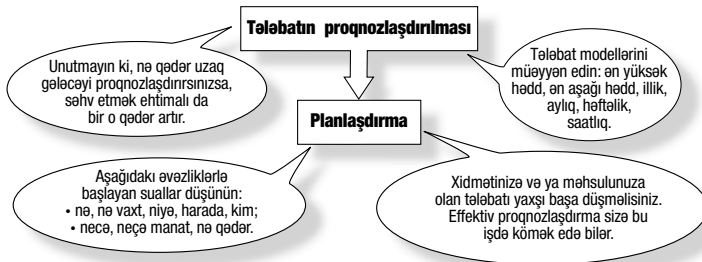 Tələbatın proqnozlaşdırılması
Unutmayın ki, nə qədər uzaq
gələcəyi proqnozlaşdırırsınızsa,
səhv etmək ehtimalı da
bir o qədər artır.
Tələbat modellərini
müəyyən edin: ən yüksək
hədd, ən aşağı hədd, illik,
aylıq, həftəlik,
saatlıq.
Planlaşdırma
Aşağıdakı əvəzliklərlə
başlayan suallar düşünün:
• nə, nə vaxt, niyə, harada, kim;
• necə, neçə manat, nə qədər.
Xidmətinizə və ya məhsulunuza
olan tələbatı yaxşı başa düşməlisiniz.
Effektiv proqnozlaşdırma sizə bu
işdə kömək edə bilər.